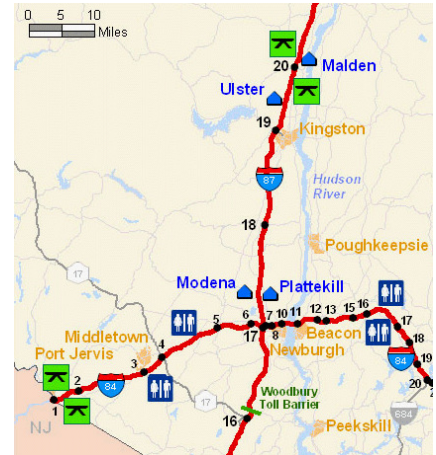 0 5 10
Miles
20
Malden
Ulster
19
Kingston
87
Hudson
River
18
Poughkeepsie
17
Modena
Plattekill
5 6 7 10 11 12 13 15 16
17 8 17
Beacon
Newburgh
Middletown
Port Jervis
4
3
18
84
19
2
84
20
1
Woodbury
Toll Barrier
17
16
684
NJ
Peekskill